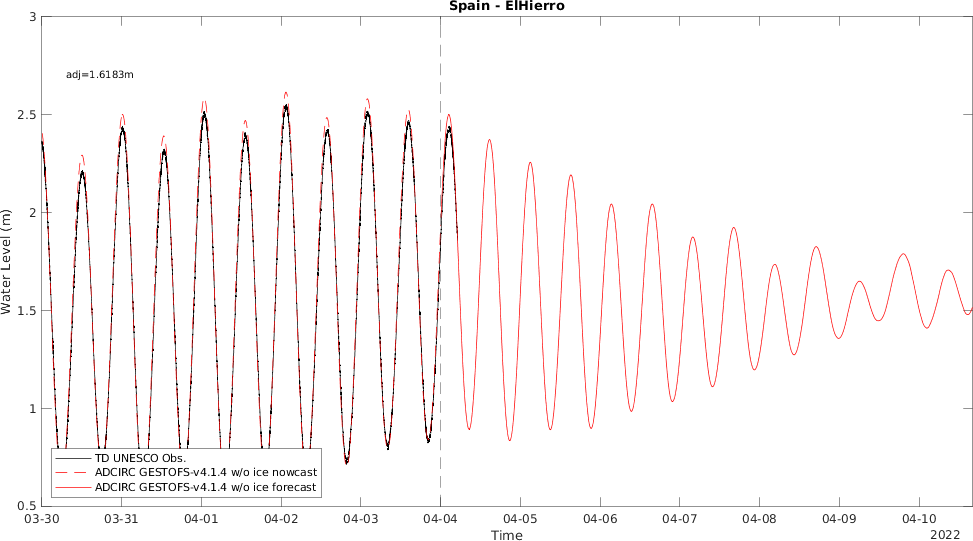 Spain - ElHierro
3
adj=1.6183m
2.5
2
Water Level (m)
1.5
1
TD UNESCO Obs.
ADCIRC GESTOFS-v4.1.4 w/o ice nowcast
ADCIRC GESTOFS-v4.1.4 w/o ice forecast
0.5
03-30 03-31 04-01 04-02 04-03 04-04 04-05 04-06 04-07 04-08 04-09 04-10
Time
2022